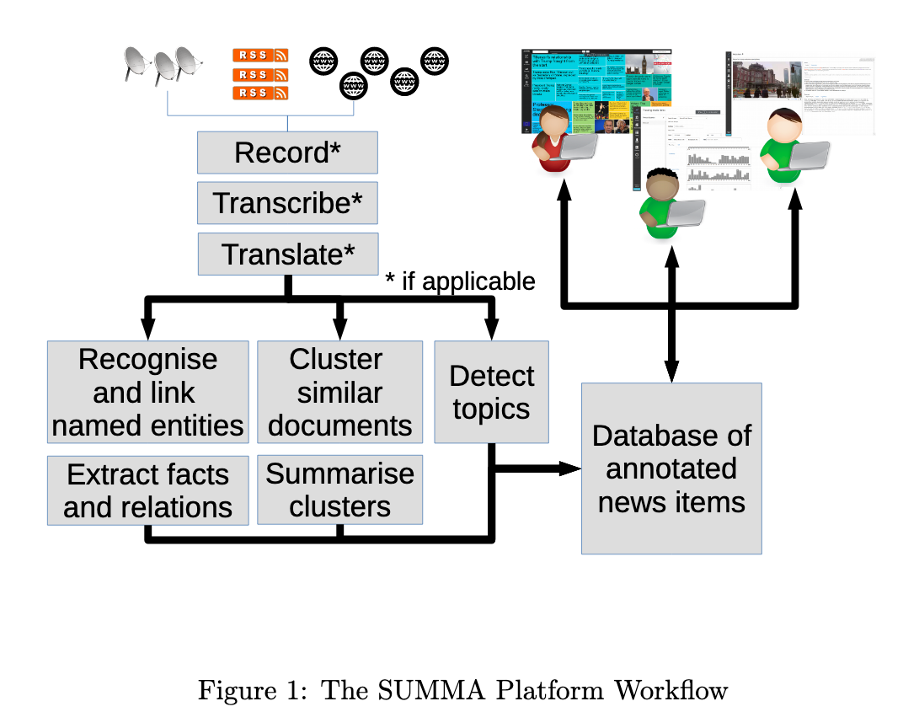 RSS
RSS
RSS
WWW
WWW
WWW
WWW
WWW
Record*
Transcribe*
Translate*
* if applicable
Recognise
and link
named entities
Cluster
similar
documents
Detect
topics
Extract facts
and relations
Summarise
clusters
Database of
annotated
news items
Figure 1: The SUMMA Platform Workflow